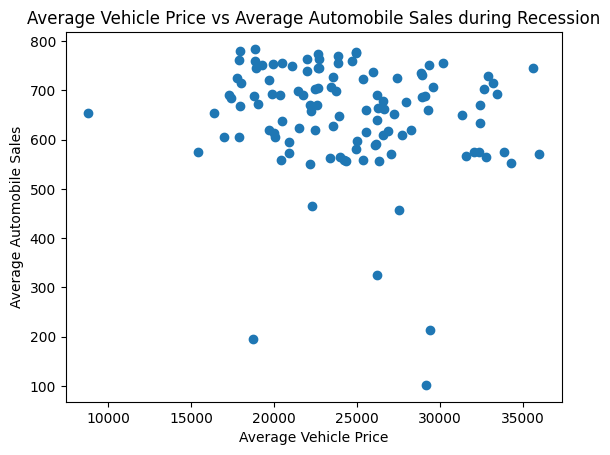 Average Vehicle Price vs Average Automobile Sales during Recession
800
700
600
500
400
300
200
100
Average Automobile Sales
10000 15000 20000 25000 30000 35000
Average Vehicle Price